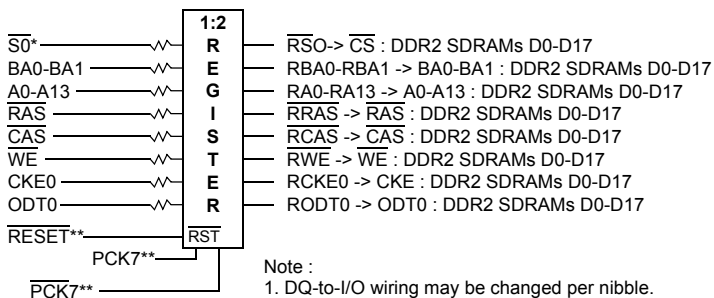 1:2
S0* R RSO-> CS : DDR2 SDRAMs D0-D17
BA0-BA1 E RBA0-RBA1 -> BA0-BA1 : DDR2 SDRAMs D0-D17
A0-A13 G RA0-RA13 -> A0-A13 : DDR2 SDRAMs D0-D17
RAS I RRAS -> RAS : DDR2 SDRAMs D0-D17
CAS S RCAS -> CAS : DDR2 SDRAMs D0-D17
WE T RWE -> WE : DDR2 SDRAMs D0-D17
CKE0 E RCKE0 -> CKE : DDR2 SDRAMs D0-D17
ODT0 R RODT0 -> ODT0 : DDR2 SDRAMs D0-D17
RESET** RST
PCK7**
Note :
PCK7** 1. DQ-to-I/O wiring may be changed per nibble.